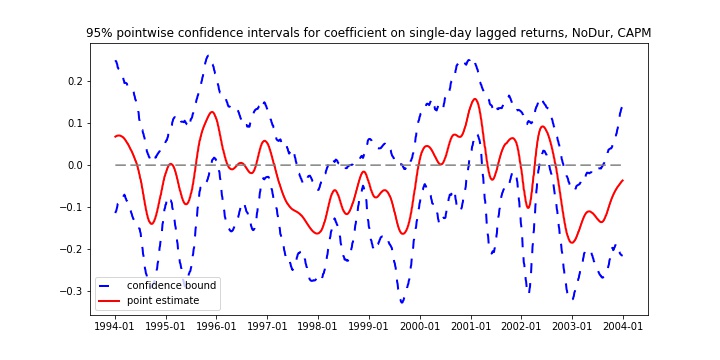 95% pointwise confidence intervals for coefficient on single-day lagged returns, NoDur, CAPM
0.2
0.1
0.0
−0.1
−0.2
−0.3
confidence bound
point estimate
1994-01 1995-01 1996-01 1997-01 1998-01 1999-01 2000-01 2001-01 2002-01 2003-01 2004-01